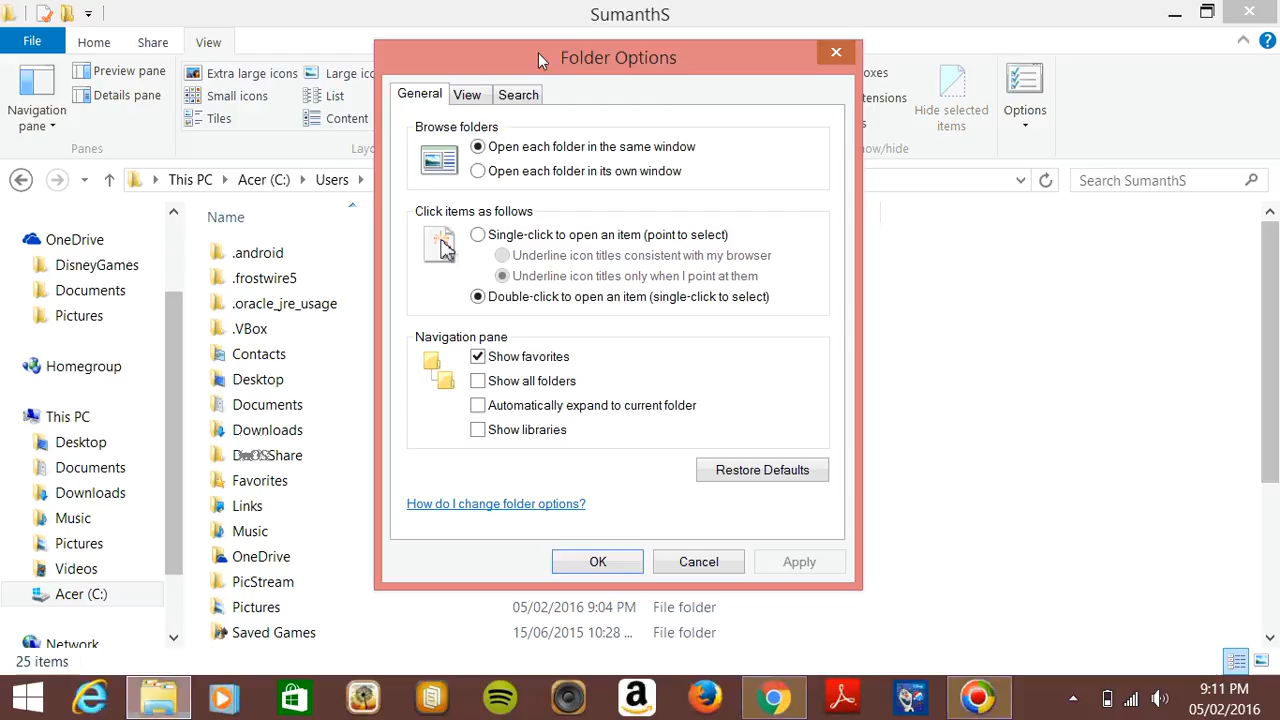 SumanthS
File
Home
Share
View
Navigation pane
Preview pane
Details pane
Panes
Extra large icons
Large ico
Small icons
List
Tiles
Content
Hide selected items
Options
This PC
Acer (C:)
Users
Search SumanthS
OneDrive
DisneyGames
Documents
Pictures
Homegroup
This PC
Desktop
Documents
Downloads
Music
Pictures
Videos
Acer (C:)
Network
25 items
Name
.android
.frostwire5
.oracle_jre_usage
.VBox
Contacts
Desktop
Documents
Downloads
Favorites
Links
Music
OneDrive
PicStream
Pictures 05/02/2016 9:04 PM File folder
Saved Games 15/06/2015 10:28 ... File folder
Folder Options
General
View
Search
Browse folders
Open each folder in the same window
Open each folder in its own window
Click items as follows
Single-click to open an item (point to select)
Underline icon titles consistent with my browser
Underline icon titles only when I point at them
Double-click to open an item (single-click to select)
Navigation pane
Show favorites
Show all folders
Automatically expand to current folder
Show libraries
Restore Defaults
How do I change folder options?
OK
Cancel
Apply
9:11 PM
05/02/2016